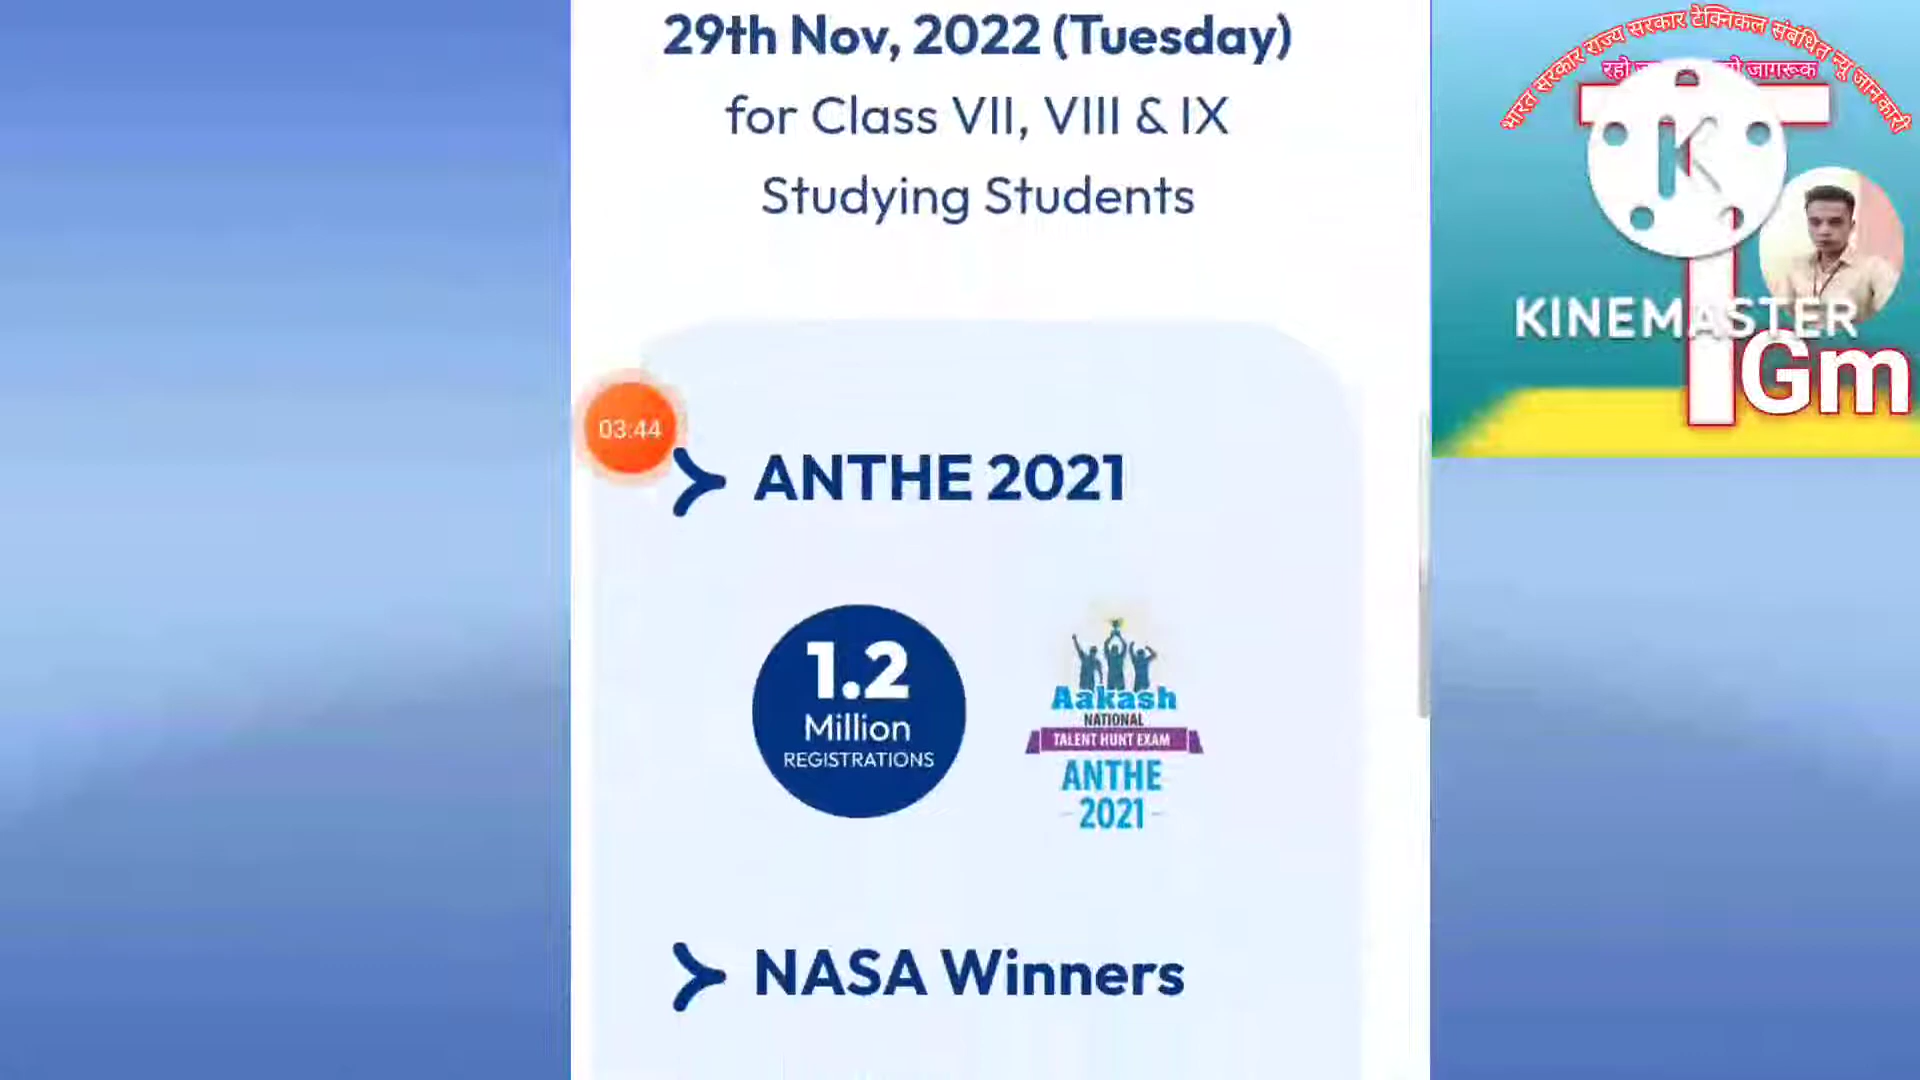 29th Nov, 2022 (Tuesday)
for Class VII, VIII & IX
Studying Students
03:44
ANTHE 2021
1.2
Million
REGISTRATIONS
Aakash
NATIONAL
TALENT HUNT EXAM
ANTHE
-2021-
NASA Winners
भारत सरकार राज्य सरकार टेक्निकल संबंधित न्यू जानकारी
रहो
जागरूक
K
KINEMASTER
T
Gm